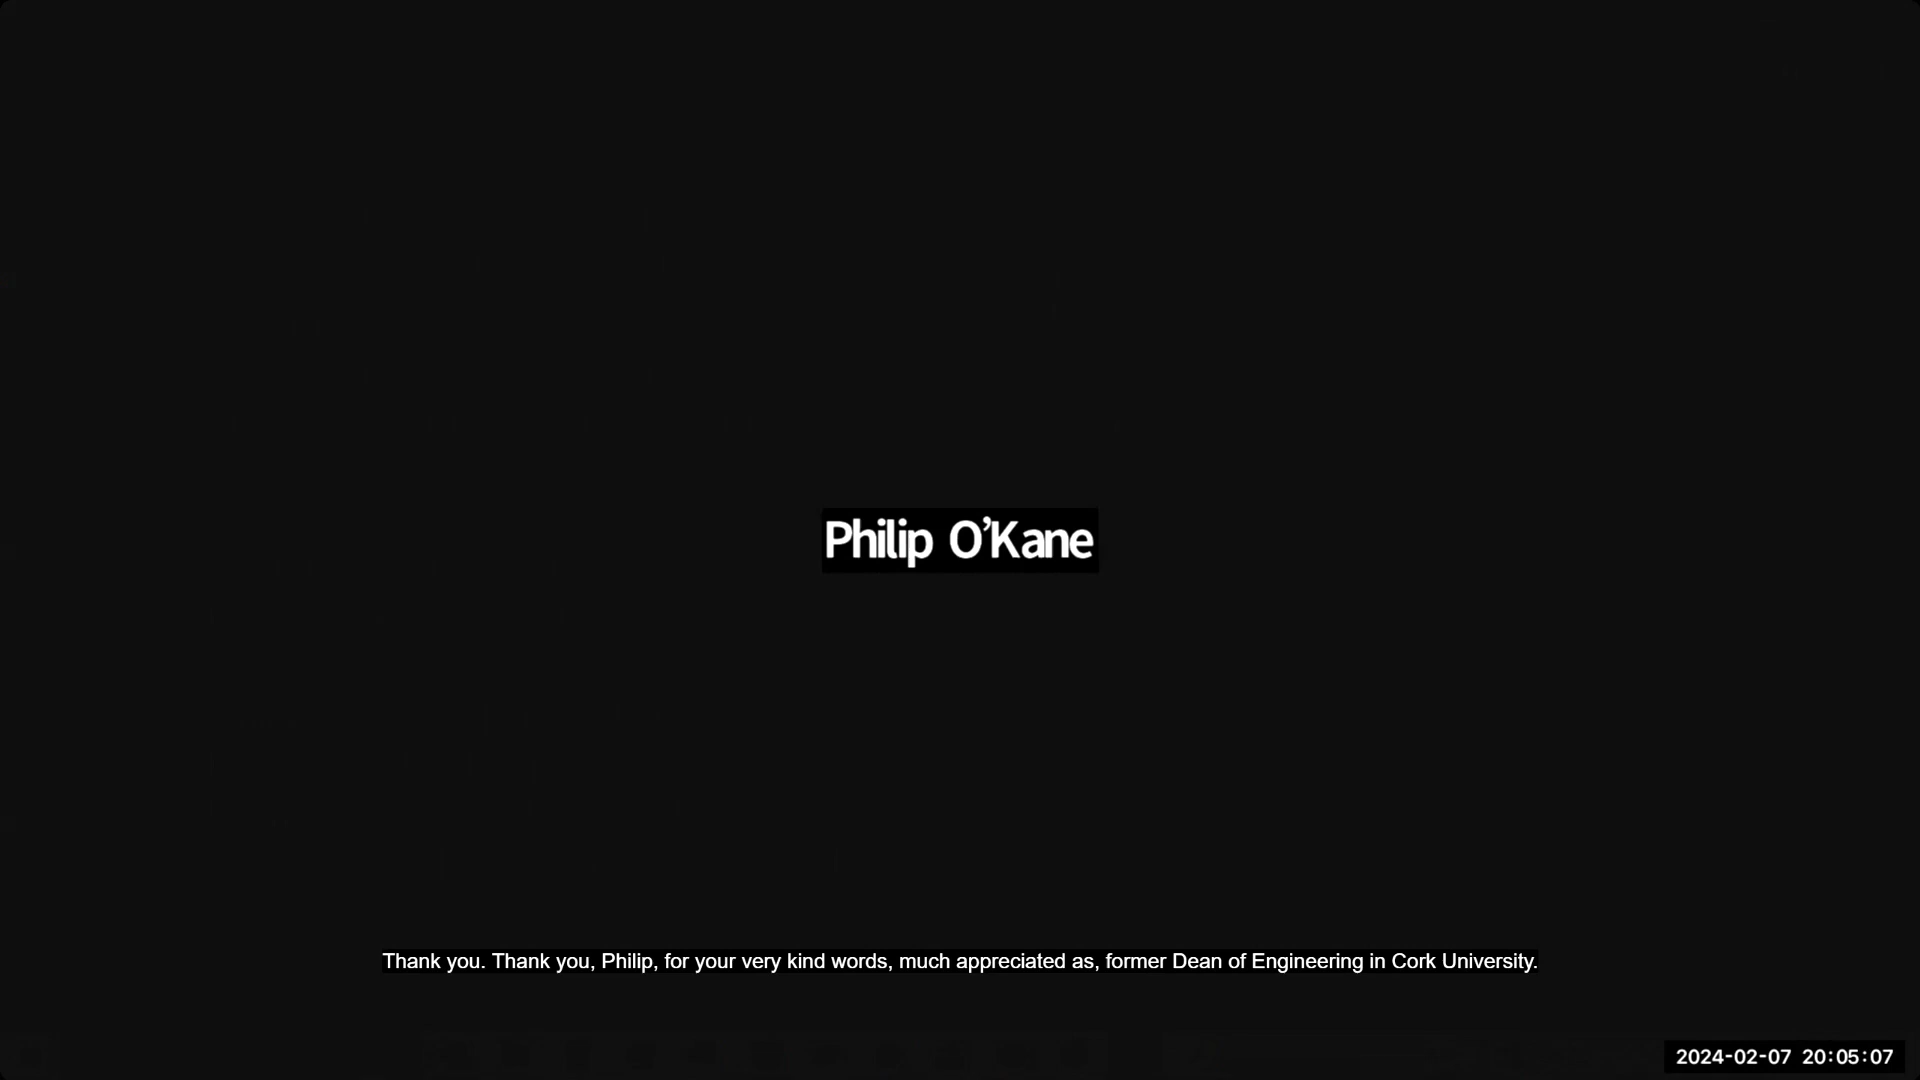 Philip O’Kane
Thank you. Thank you, Philip, for your very kind words, much appreciated as, former Dean of Engineering in Cork University.
2024-02-07 20:05:07